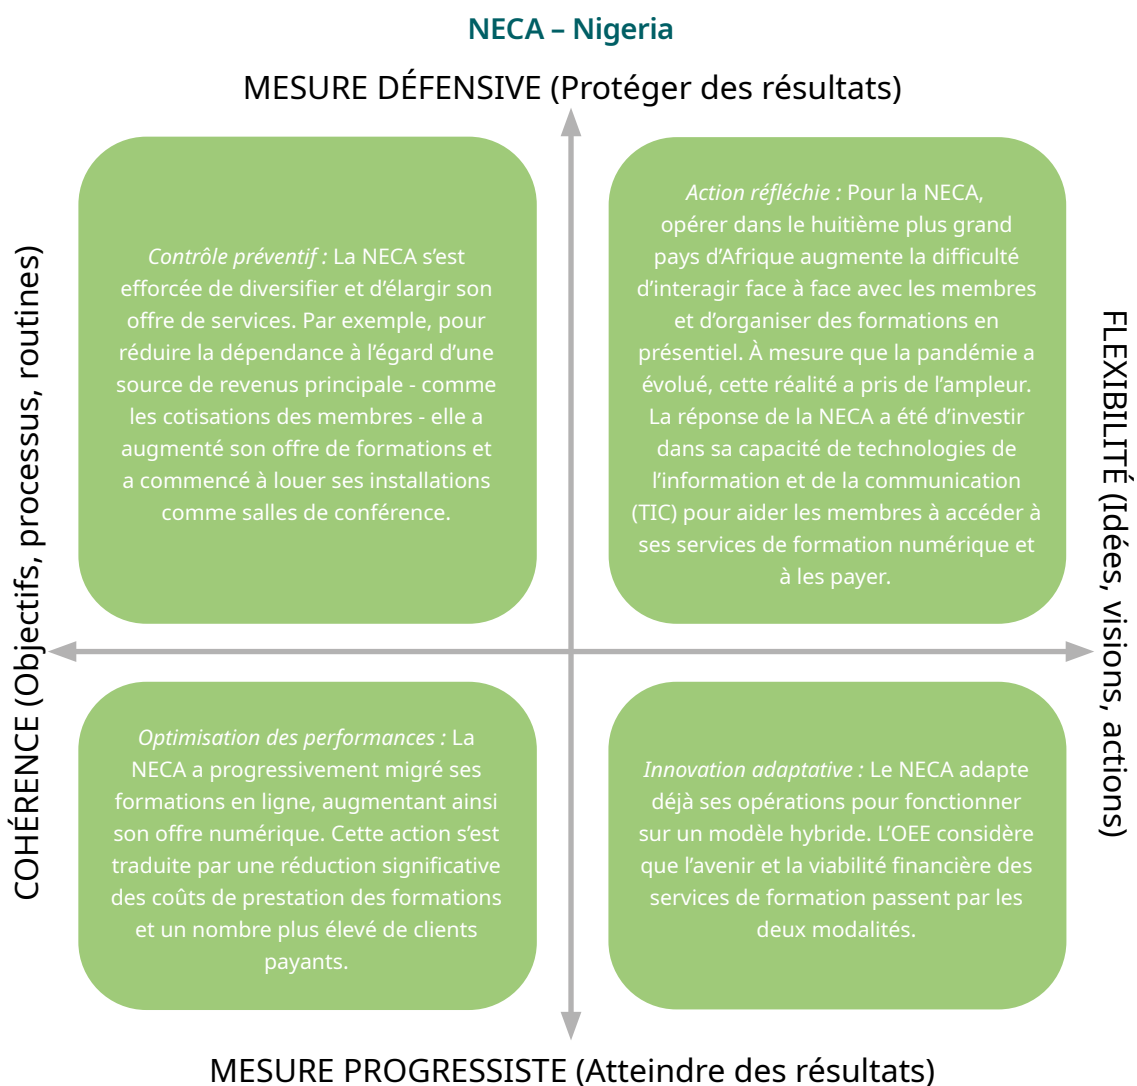 NECA – Nigeria
MESURE DÉFENSIVE (Protéger des résultats)
COHÉRENCE (Objectifs, processus, routines)
Contrôle préventif : La NECA s’est
efforcée de diversifier et d’élargir son
offre de services. Par exemple, pour
réduire la dépendance à l’égard d’une
source de revenus principale - comme
les cotisations des membres - elle a
augmenté son offre de formations et
a commencé à louer ses installations
comme salles de conférence.
Action réfléchie : Pour la NECA,
opérer dans le huitième plus grand
pays d’Afrique augmente la difficulté
d’interagir face à face avec les membres
et d’organiser des formations en
présentiel. À mesure que la pandémie a
évolué, cette réalité a pris de l’ampleur.
La réponse de la NECA a été d’investir
dans sa capacité de technologies de
l’information et de la communication
(TIC) pour aider les membres à accéder à
ses services de formation numérique et
à les payer.
FLEXIBILITÉ (Idées, visions, actions)
Optimisation des performances : La
NECA a progressivement migré ses
formations en ligne, augmentant ainsi
son offre numérique. Cette action s’est
traduite par une réduction significative
des coûts de prestation des formations
et un nombre plus élevé de clients
payants.
Innovation adaptative : Le NECA adapte
déjà ses opérations pour fonctionner
sur un modèle hybride. L’OEE considère
que l’avenir et la viabilité financière des
services de formation passent par les
deux modalités.
MESURE PROGRESSISTE (Atteindre des résultats)